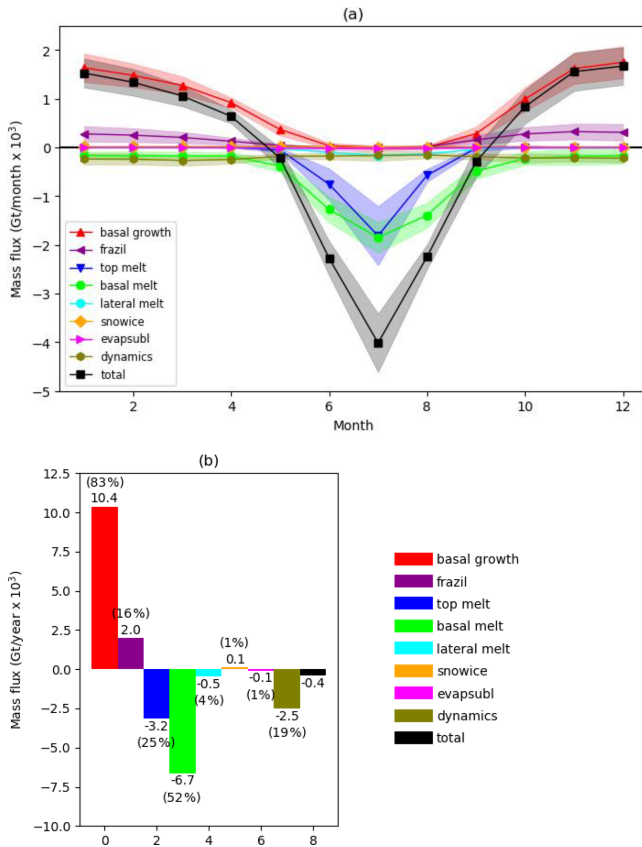 (a)
2
1
0
−1
−2
−3
−4
−5
Mass flux (Gt/month x 10³)
basal growth
frazil
top melt
basal melt
lateral melt
snowice
evapsubl
dynamics
total
2 4 6 8 10 12
Month
(b)
12.5
10.0
7.5
5.0
2.5
0.0
−2.5
−5.0
−7.5
−10.0
Mass flux (Gt/year x 10³)
(83%)
10.4
(16%)
2.0
-3.2
(25%)
-6.7
(52%)
-0.5
(4%)
(1%)
0.1
-0.1
(1%)
-2.5
(19%)
-0.4
0 2 4 6 8
basal growth
frazil
top melt
basal melt
lateral melt
snowice
evapsubl
dynamics
total